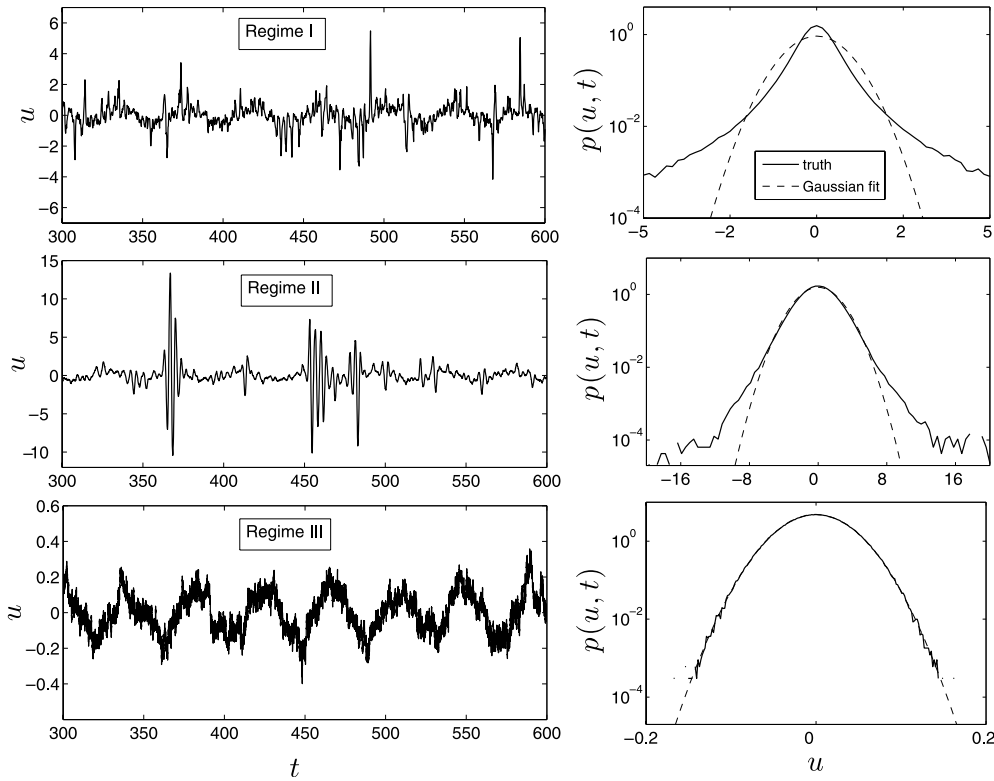 Regime I
u
6
4
2
0
−2
−4
−6
300 350 400 450 500 550 600
p(u, t)
10^0
10^−2
10^−4
truth
Gaussian fit
−5 −2 0 2 5
Regime II
u
15
10
5
0
−5
−10
300 350 400 450 500 550 600
p(u, t)
10^0
10^−2
10^−4
−16 −8 0 8 16
Regime III
u
0.6
0.4
0.2
0
−0.2
−0.4
300 350 400 450 500 550 600
t
p(u, t)
10^0
10^−2
10^−4
−0.2 0 0.2
u